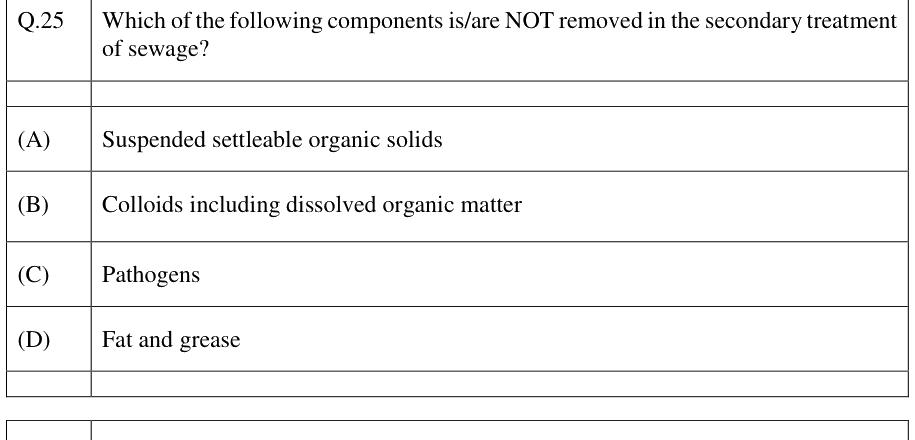 Q.25 Which of the following components is/are NOT removed in the secondary treatment
of sewage?
(A) Suspended settleable organic solids
(B) Colloids including dissolved organic matter
(C) Pathogens
(D) Fat and grease